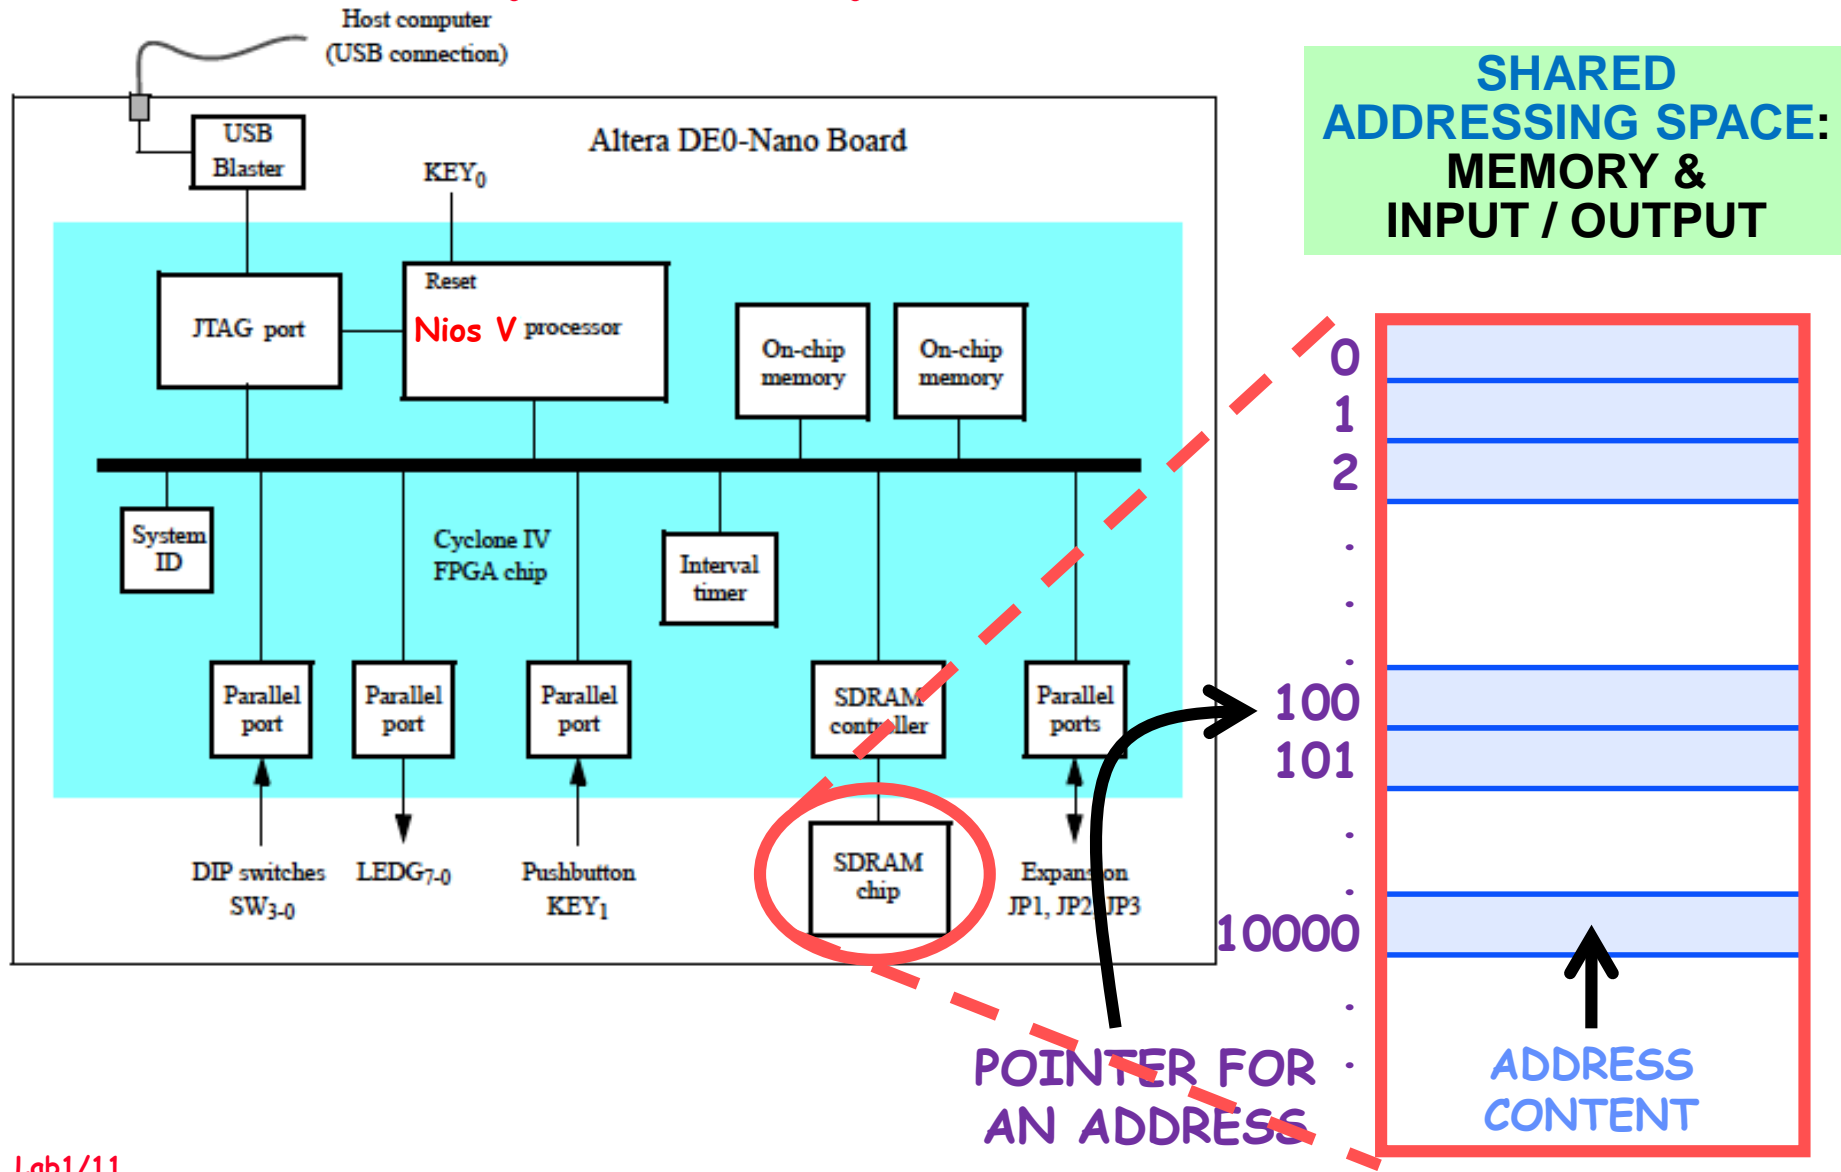 Host computer
(USB connection)
SHARED
ADDRESSING SPACE:
MEMORY &
INPUT / OUTPUT
USB
Blaster
Altera DE0-Nano Board
KEY0
Reset
JTAG port
Nios V processor
On-chip
memory
On-chip
memory
System
ID
Cyclone IV
FPGA chip
Interval
timer
Parallel
port
Parallel
port
Parallel
port
SDRAM
controller
Parallel
ports
DIP switches
SW3-0
LEDG7-0
Pushbutton
KEY1
SDRAM
chip
Expansion
JP1, JP2, JP3
0
1
2
.
.
.
100
101
.
.
10000
.
.
POINTER FOR
AN ADDRESS
ADDRESS
CONTENT
Lab1/11